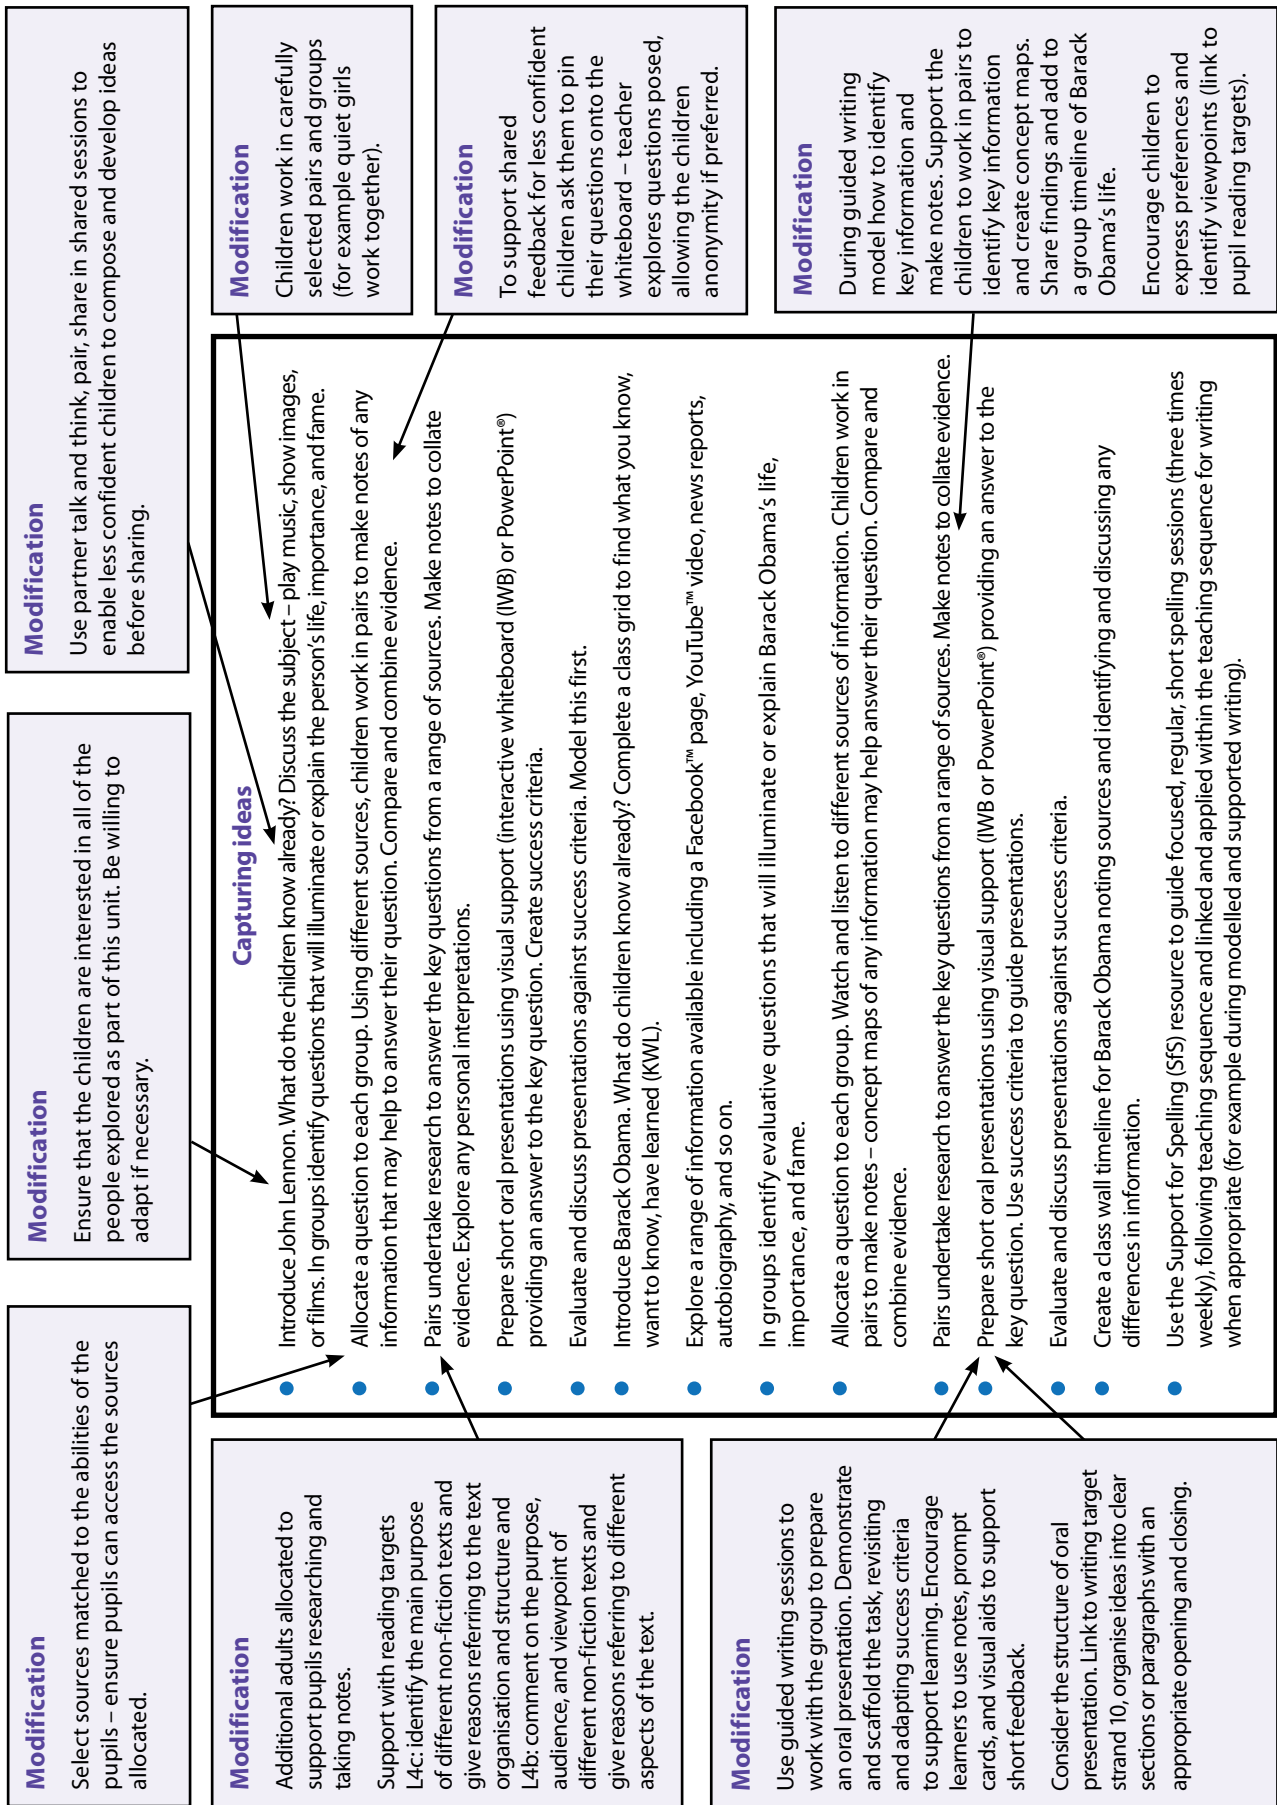 Modification
Select sources matched to the abilities of the
pupils – ensure pupils can access the sources
allocated.
Modification
Ensure that the children are interested in all of the
people explored as part of this unit. Be willing to
adapt if necessary.
Modification
Use partner talk and think, pair, share in shared sessions to
enable less confident children to compose and develop ideas
before sharing.
Modification
Additional adults allocated to
support pupils researching and
taking notes.
Support with reading targets
L4c: identify the main purpose
of different non-fiction texts and
give reasons referring to the text
organisation and structure and
L4b: comment on the purpose,
audience, and viewpoint of
different non-fiction texts and
give reasons referring to different
aspects of the text.
Modification
Use guided writing sessions to
work with the group to prepare
an oral presentation. Demonstrate
and scaffold the task, revisiting
and adapting success criteria
to support learning. Encourage
learners to use notes, prompt
cards, and visual aids to support
short feedback.
Consider the structure of oral
presentation. Link to writing target
strand 10, organise ideas into clear
sections or paragraphs with an
appropriate opening and closing.
Capturing ideas
• Introduce John Lennon. What do the children know already? Discuss the subject – play music, show images,
or films. In groups identify questions that will illuminate or explain the person's life, importance, and fame.
• Allocate a question to each group. Using different sources, children work in pairs to make notes of any
information that may help to answer their question. Compare and combine evidence.
• Pairs undertake research to answer the key questions from a range of sources. Make notes to collate
evidence. Explore any personal interpretations.
• Prepare short oral presentations using visual support (interactive whiteboard (IWB) or PowerPoint®)
providing an answer to the key question. Create success criteria.
• Evaluate and discuss presentations against success criteria. Model this first.
• Introduce Barack Obama. What do children know already? Complete a class grid to find what you know,
want to know, have learned (KWL).
• Explore a range of information available including a Facebook™ page, YouTube™ video, news reports,
autobiography, and so on.
• In groups identify evaluative questions that will illuminate or explain Barack Obama's life,
importance, and fame.
• Allocate a question to each group. Watch and listen to different sources of information. Children work in
pairs to make notes – concept maps of any information may help answer their question. Compare and
combine evidence.
• Pairs undertake research to answer the key questions from a range of sources. Make notes to collate evidence.
• Prepare short oral presentations using visual support (IWB or PowerPoint®) providing an answer to the
key question. Use success criteria to guide presentations.
• Evaluate and discuss presentations against success criteria.
• Create a class wall timeline for Barack Obama noting sources and identifying and discussing any
differences in information.
• Use the Support for Spelling (SfS) resource to guide focused, regular, short spelling sessions (three times
weekly), following teaching sequence and linked and applied within the teaching sequence for writing
when appropriate (for example during modelled and supported writing).
Modification
Children work in carefully
selected pairs and groups
(for example quiet girls
work together).
Modification
To support shared
feedback for less confident
children ask them to pin
their questions onto the
whiteboard – teacher
explores questions posed,
allowing the children
anonymity if preferred.
Modification
During guided writing
model how to identify
key information and
make notes. Support the
children to work in pairs to
identify key information
and create concept maps.
Share findings and add to
a group timeline of Barack
Obama's life.
Encourage children to
express preferences and
identify viewpoints (link to
pupil reading targets).